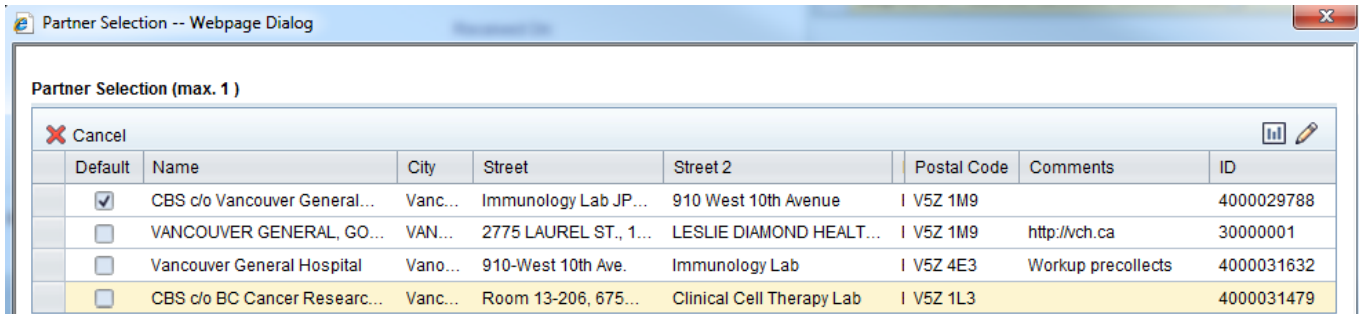 Partner Selection -- Webpage Dialog
Partner Selection (max. 1 )
Cancel
Default Name City Street Street 2 Postal Code Comments ID
CBS c/o Vancouver General... Vanc... Immunology Lab JP... 910 West 10th Avenue V5Z 1M9 4000029788
VANCOUVER GENERAL, GO... VAN... 2775 LAUREL ST., 1... LESLIE DIAMOND HEALT... V5Z 1M9 http://vch.ca 30000001
Vancouver General Hospital Vano... 910-West 10th Ave. Immunology Lab V5Z 4E3 Workup precollects 4000031632
CBS c/o BC Cancer Researc... Vanc... Room 13-206, 675... Clinical Cell Therapy Lab V5Z 1L3 4000031479